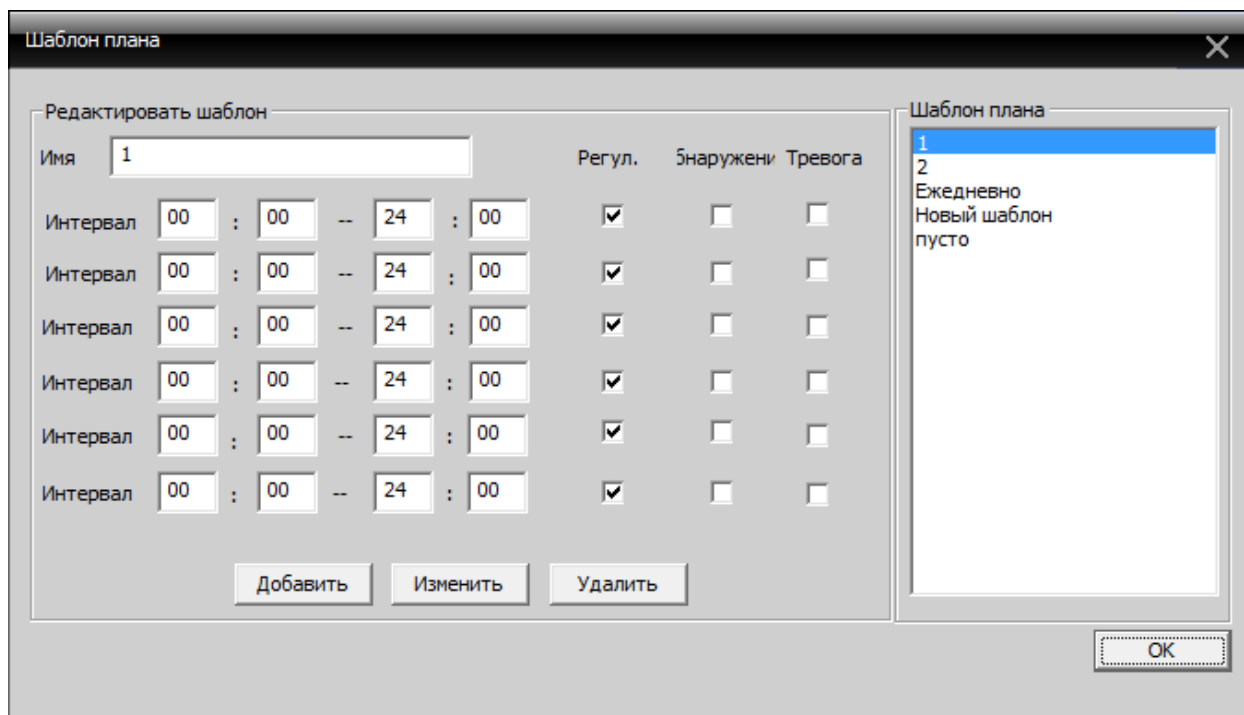 Шаблон плана
Редактировать шаблон
Имя 1 Регул. бнаружени Тревога
Интервал 00 : 00 -- 24 : 00
Интервал 00 : 00 -- 24 : 00
Интервал 00 : 00 -- 24 : 00
Интервал 00 : 00 -- 24 : 00
Интервал 00 : 00 -- 24 : 00
Интервал 00 : 00 -- 24 : 00
Добавить Изменить Удалить
Шаблон плана
1
2
Ежедневно
Новый шаблон
пусто
OK